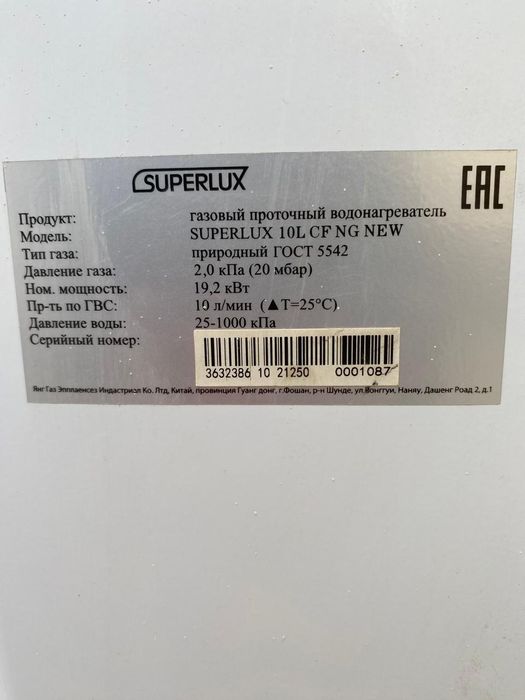 SUPERLUX
EAC
Продукт: газовый проточный водонагреватель
Модель: SUPERLUX 10L CF NG NEW
Тип газа: природный ГОСТ 5542
Давление газа: 2,0 кПа (20 мбар)
Ном. мощность: 19,2 кВт
Пр-ть по ГВС: 10 л/мин (▲T=25°C)
Давление воды: 25-1000 кПа
Серийный номер:
3632386 10 21250 0001087
Янг Газ Эпплаенсез Индастриал Ко. Лтд, Китай, провинция Гуанг донг, г.Фошан, р-н Шунде, ул.Вонггуи, Наняу, Дашенг Роад 2, д.1